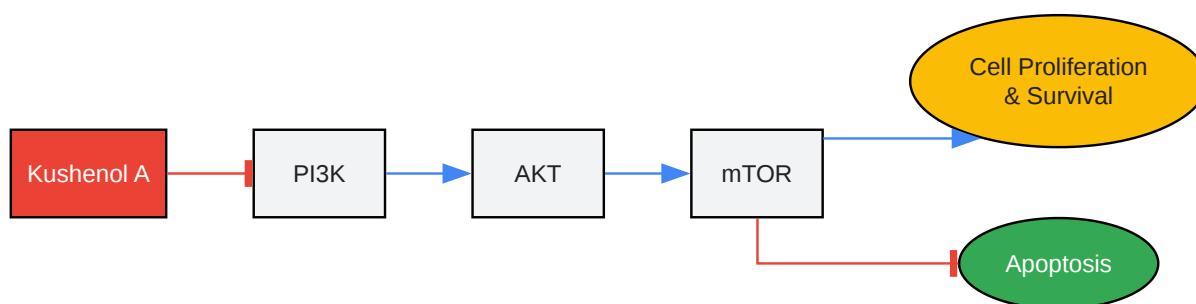 Cell Proliferation
& Survival
Kushenol A
PI3K
AKT
mTOR
Apoptosis